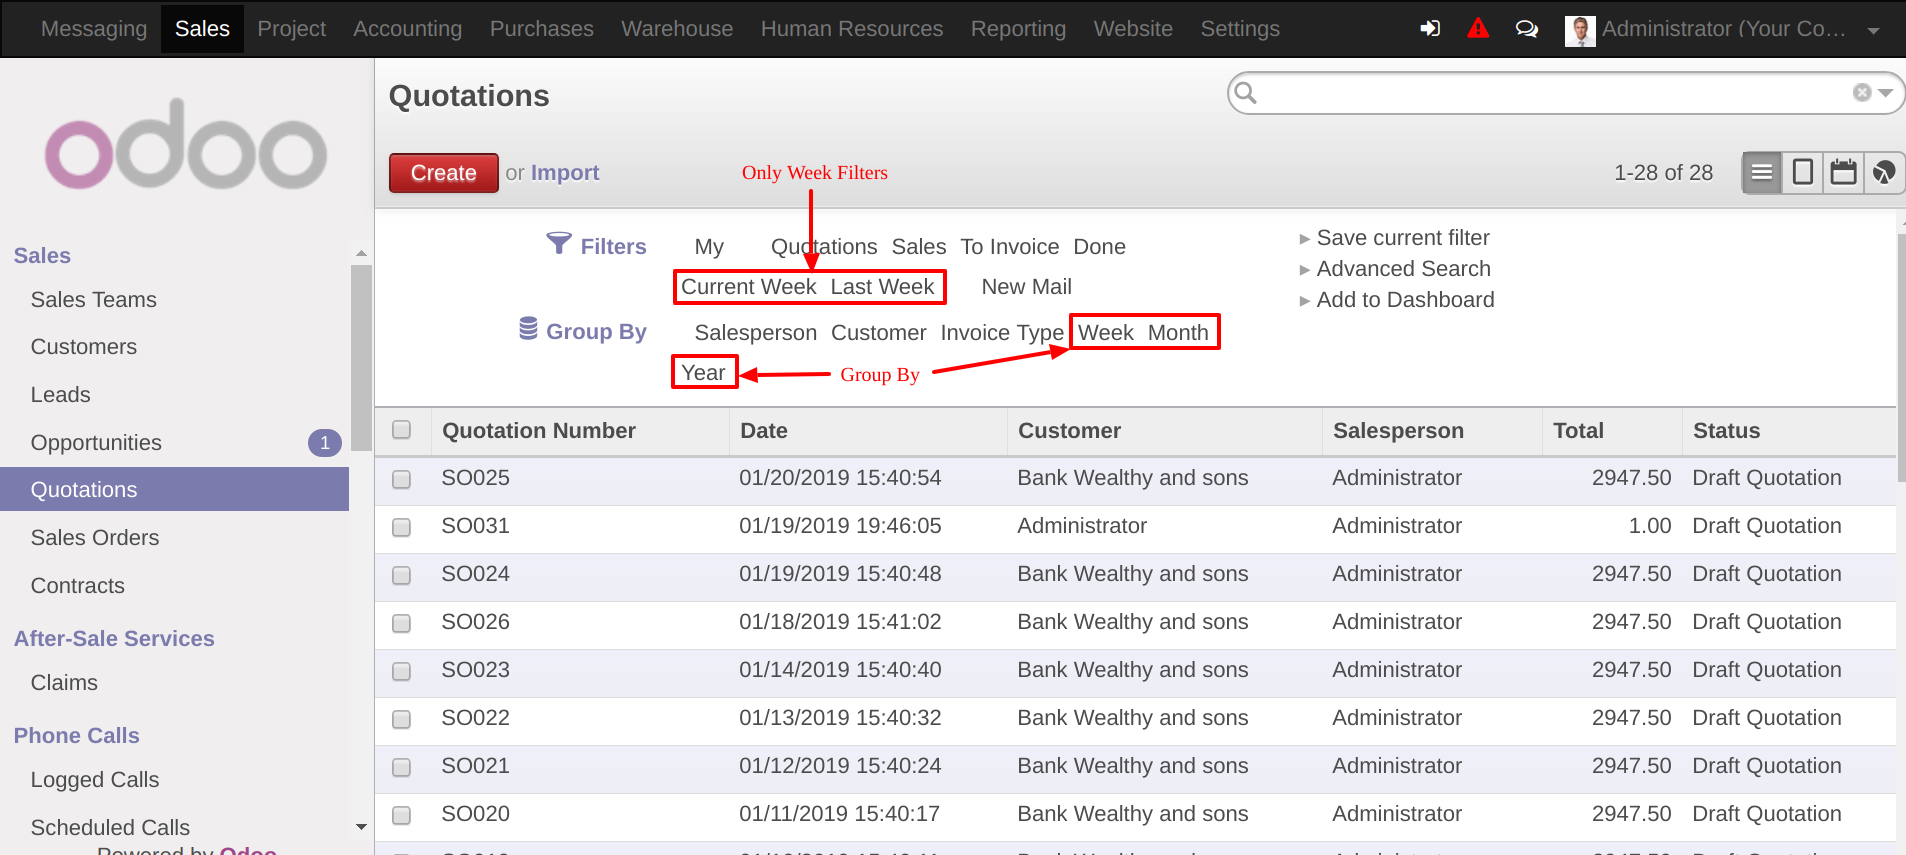 Messaging Sales Project Accounting Purchases Warehouse Human Resources Reporting Website Settings Administrator (Your Co...
odoo
Quotations
Create or Import
Only Week Filters
1-28 of 28
Filters My Quotations Sales To Invoice Done
Current Week Last Week New Mail
Group By Salesperson Customer Invoice Type Week Month
Year
Group By
Save current filter
Advanced Search
Add to Dashboard
Sales
Sales Teams
Customers
Leads
Opportunities 1
Quotations
Sales Orders
Contracts
After-Sale Services
Claims
Phone Calls
Logged Calls
Scheduled Calls
Powered by Odoo
Quotation Number Date Customer Salesperson Total Status
SO025 01/20/2019 15:40:54 Bank Wealthy and sons Administrator 2947.50 Draft Quotation
SO031 01/19/2019 19:46:05 Administrator Administrator 1.00 Draft Quotation
SO024 01/19/2019 15:40:48 Bank Wealthy and sons Administrator 2947.50 Draft Quotation
SO026 01/18/2019 15:41:02 Bank Wealthy and sons Administrator 2947.50 Draft Quotation
SO023 01/14/2019 15:40:40 Bank Wealthy and sons Administrator 2947.50 Draft Quotation
SO022 01/13/2019 15:40:32 Bank Wealthy and sons Administrator 2947.50 Draft Quotation
SO021 01/12/2019 15:40:24 Bank Wealthy and sons Administrator 2947.50 Draft Quotation
SO020 01/11/2019 15:40:17 Bank Wealthy and sons Administrator 2947.50 Draft Quotation